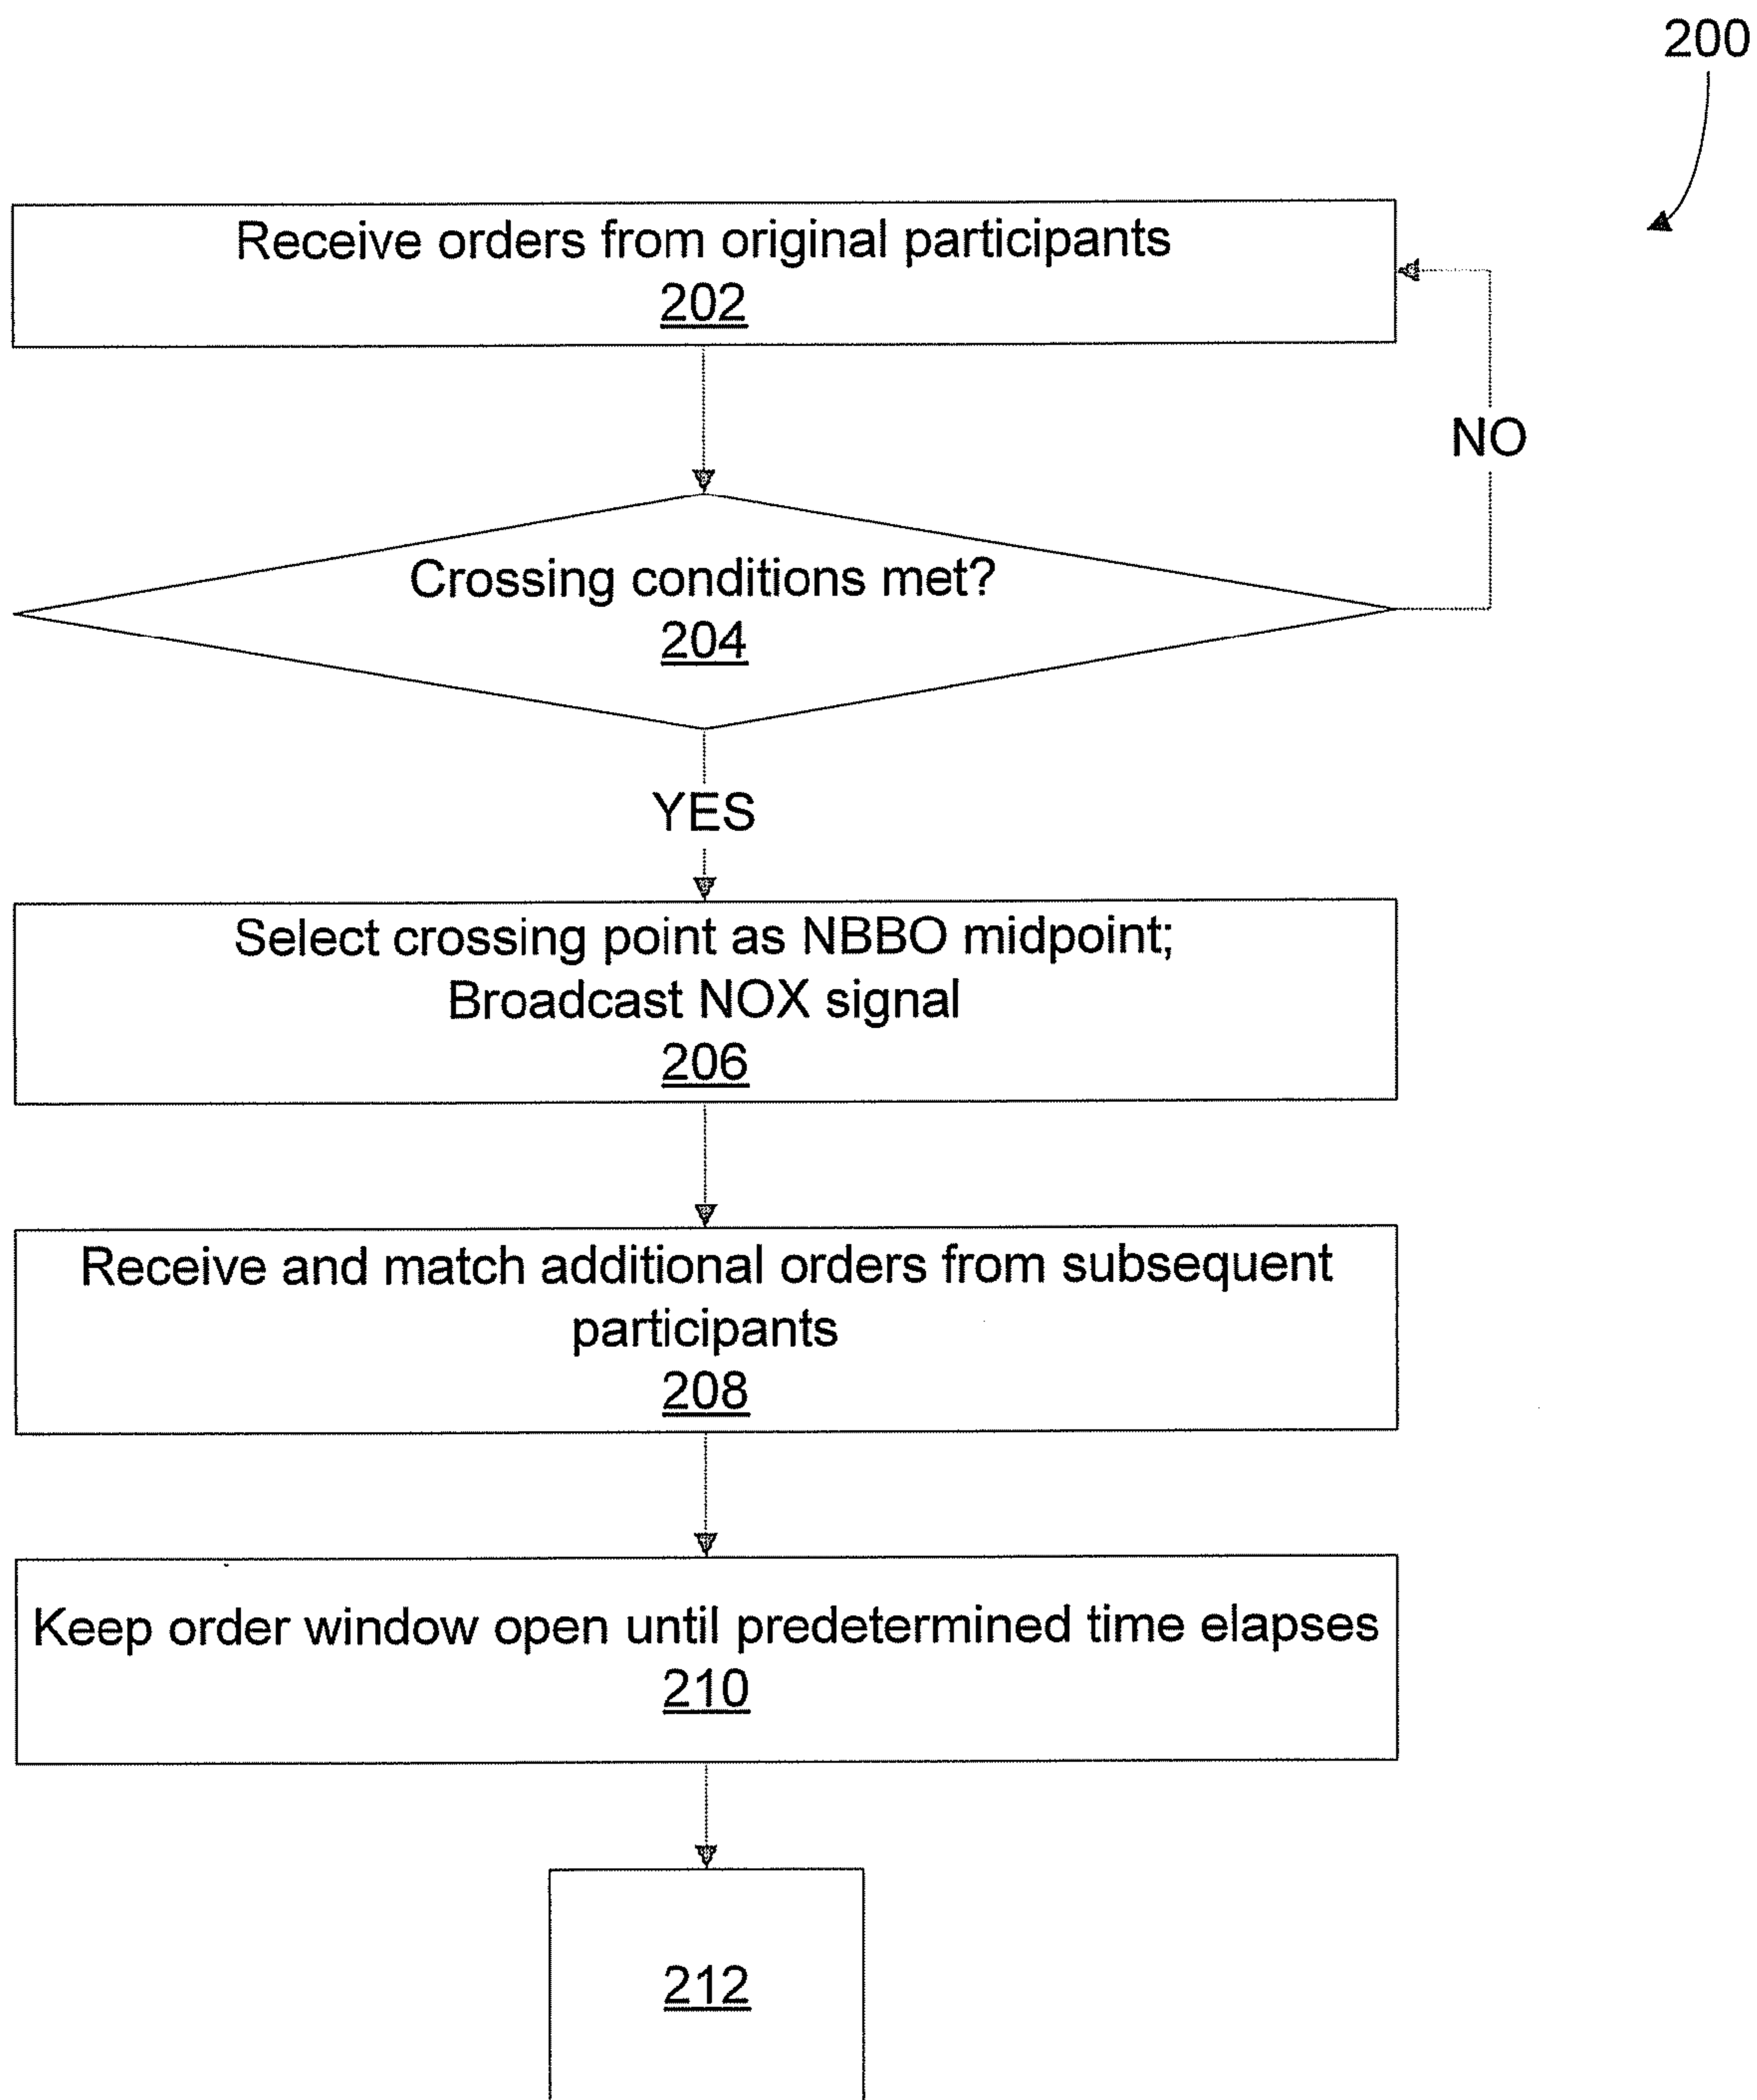 200
Receive orders from original participants
202
NO
Crossing conditions met?
204
YES
Select crossing point as NBBO midpoint;
Broadcast NOX signal
206
Receive and match additional orders from subsequent
participants
208
Keep order window open until predetermined time elapses
210
212